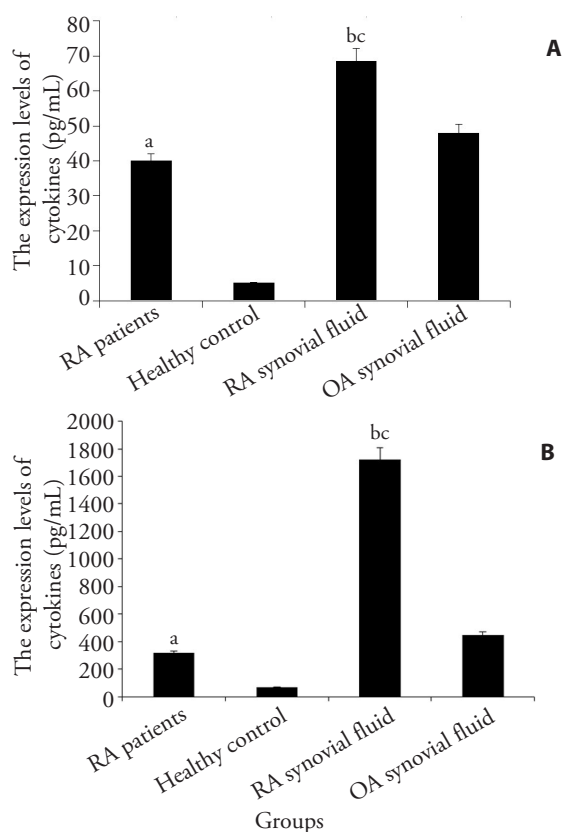 A
The expression levels of
cytokines (pg/mL)
80
70
60
50
40
30
20
10
0
a
bc
RA patients
Healthy control
RA synovial fluid
OA synovial fluid
B
The expression levels of
cytokines (pg/mL)
2000
1800
1600
1400
1200
1000
800
600
400
200
0
a
bc
RA patients
Healthy control
RA synovial fluid
OA synovial fluid
Groups